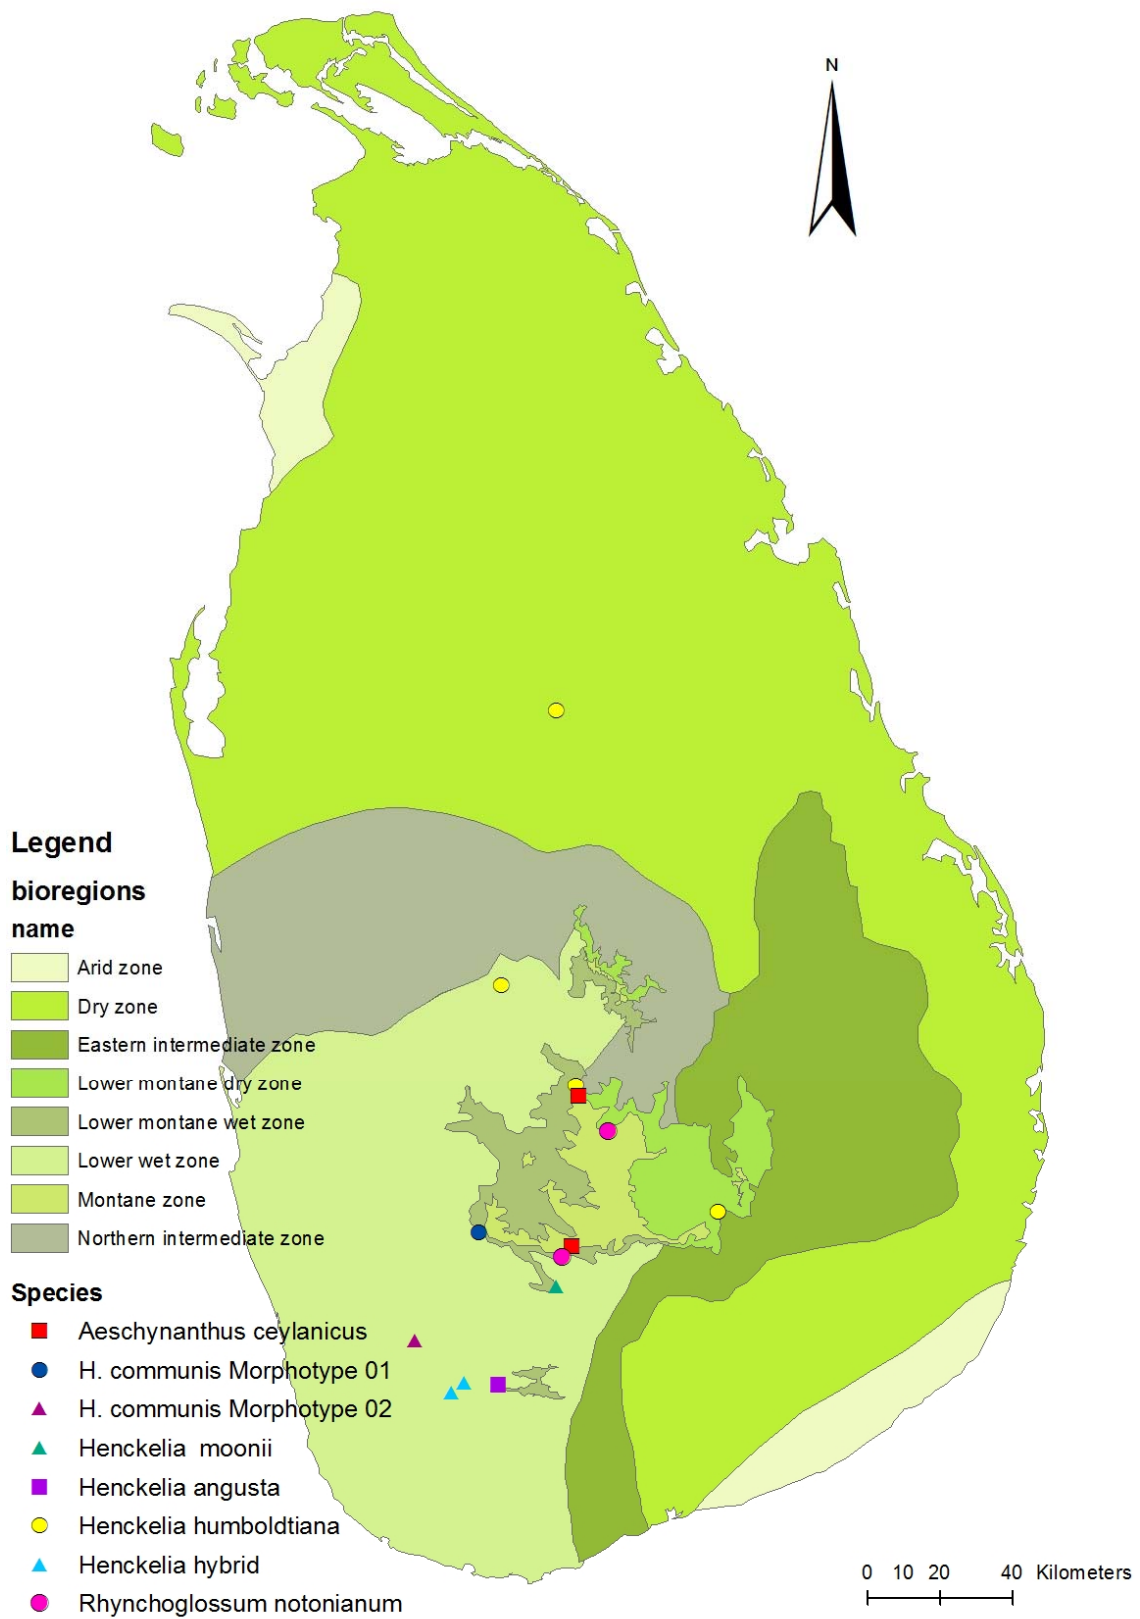 N
Legend
bioregions
name
Arid zone
Dry zone
Eastern intermediate zone
Lower montane dry zone
Lower montane wet zone
Lower wet zone
Montane zone
Northern intermediate zone
Species
Aeschynanthus ceylanicus
H. communis Morphotype 01
H. communis Morphotype 02
Henckelia moonii
Henckelia angusta
Henckelia humboldtiana
Henckelia hybrid
Rhynchoglossum notonianum
0 10 20 40 Kilometers